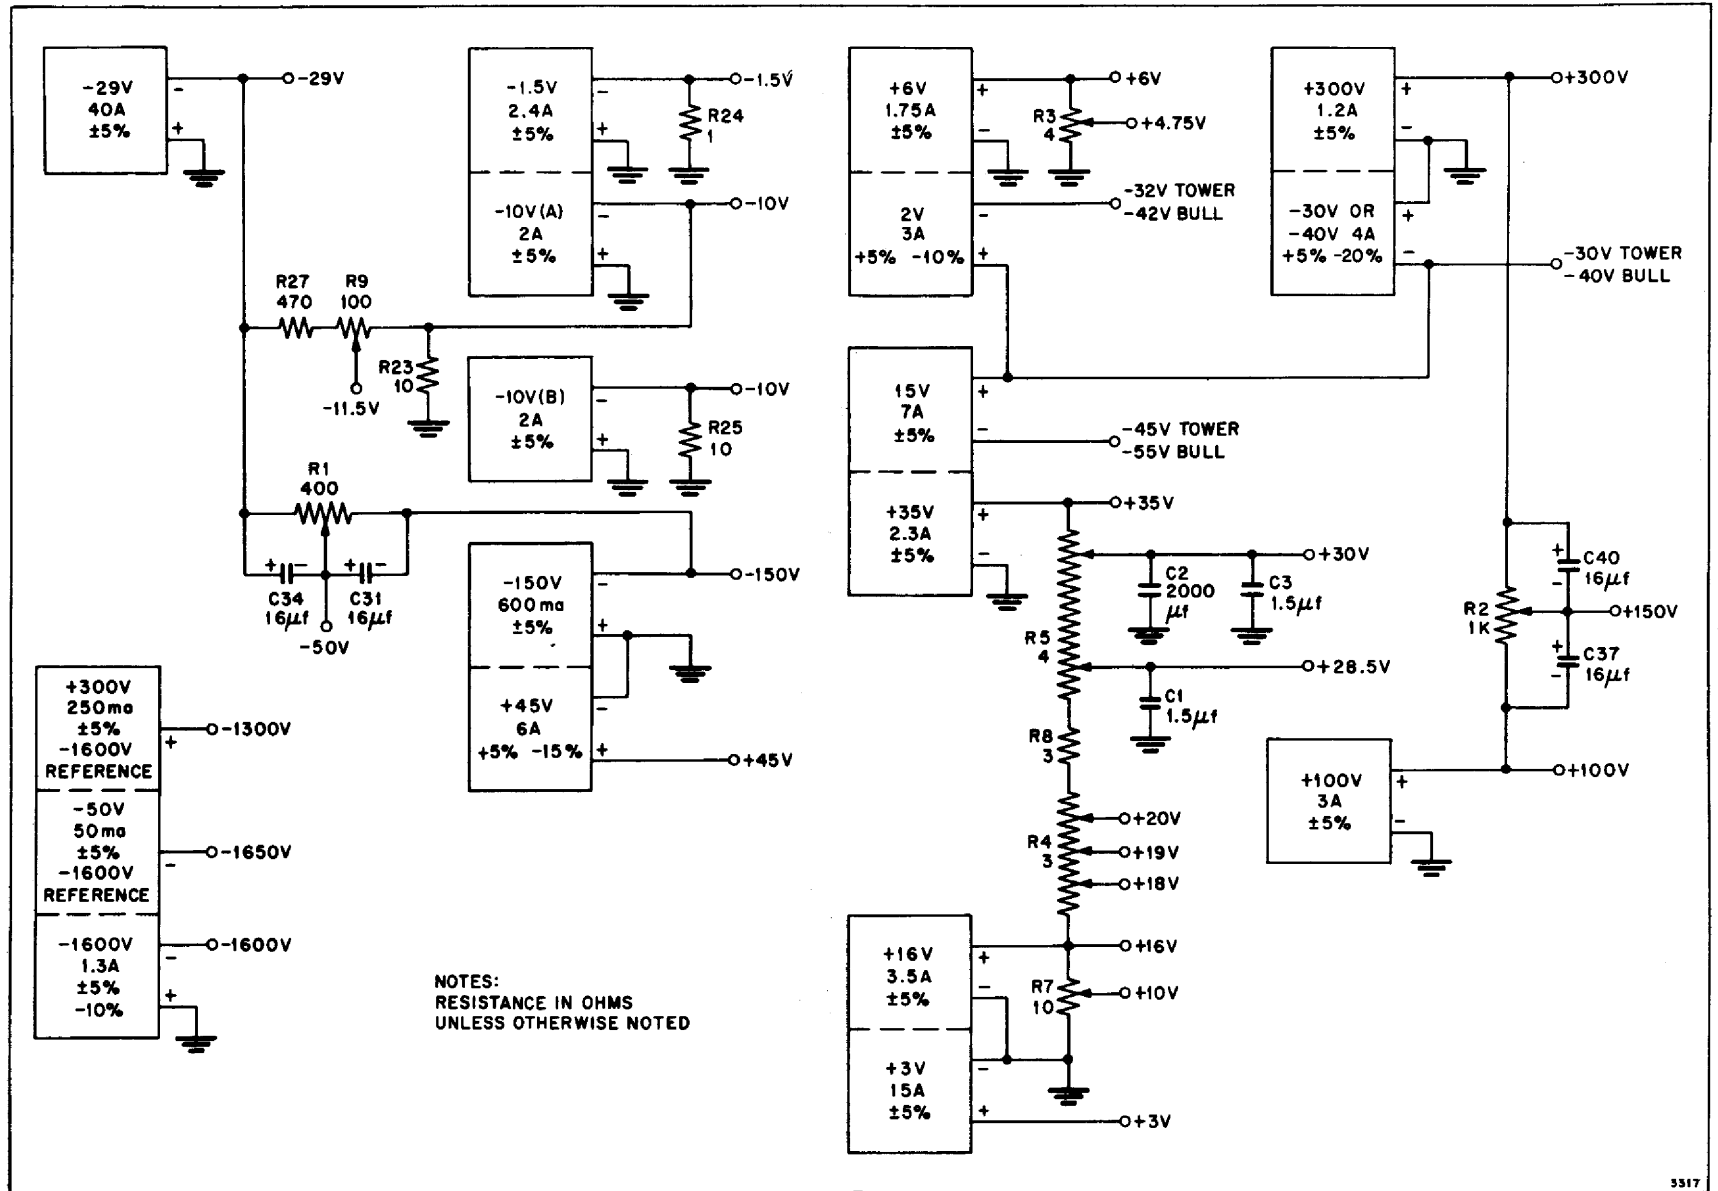 -29V
40A
±5%
-
+
-29V
-1.5V
2.4A
±5%
-
+
-1.5V
R24
1
-10V(A)
2A
±5%
-
+
-10V
R27
470
R9
100
R23
10
-11.5V
-10V(B)
2A
±5%
-
+
-10V
R25
10
R1
400
+ -
+ -
C34
16μf
C31
16μf
-50V
-150V
600ma
±5%
-
+
-150V
+45V
6A
+5% -15%
-
+
+45V
+300V
250ma
±5%
-1600V
REFERENCE
+
-1300V
-50V
50ma
±5%
-1600V
REFERENCE
-
-1650V
-1600V
1.3A
±5%
-10%
-
+
-1600V
NOTES:
RESISTANCE IN OHMS
UNLESS OTHERWISE NOTED
+6V
1.75A
±5%
+
-
+6V
R3
4
+4.75V
2V
3A
+5% -10%
-
+
-32V TOWER
-42V BULL
15V
7A
±5%
+
-
-45V TOWER
-55V BULL
+35V
2.3A
±5%
+
-
+35V
+30V
C2
2000
μf
C3
1.5μf
R5
4
+28.5V
C1
1.5μf
R8
3
R4
3
+20V
+19V
+18V
+16V
3.5A
±5%
+
-
+16V
R7
10
+10V
+3V
15A
±5%
-
+
+3V
+300V
1.2A
±5%
+
-
+300V
-30V OR
-40V 4A
+5% -20%
+
-
-30V TOWER
-40V BULL
+
C40
16μf
-
R2
1K
+150V
+
C37
16μf
-
+100V
3A
±5%
+
-
+100V
3317